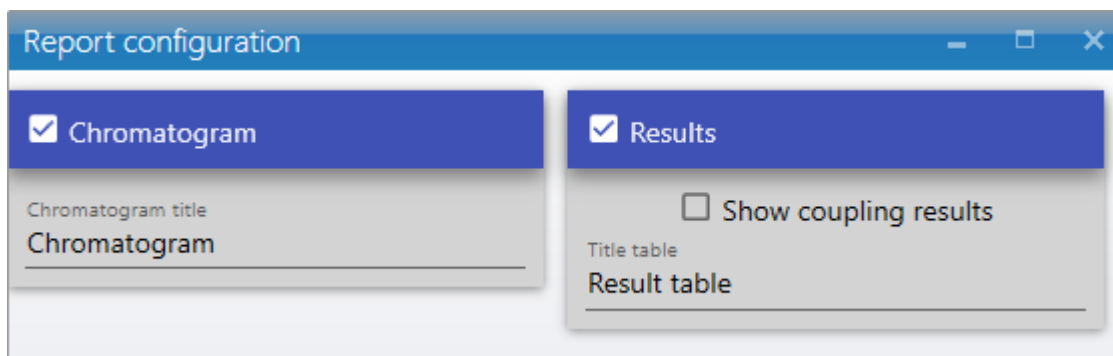 Report configuration
Chromatogram
Chromatogram title
Chromatogram
Results
Show coupling results
Title table
Result table